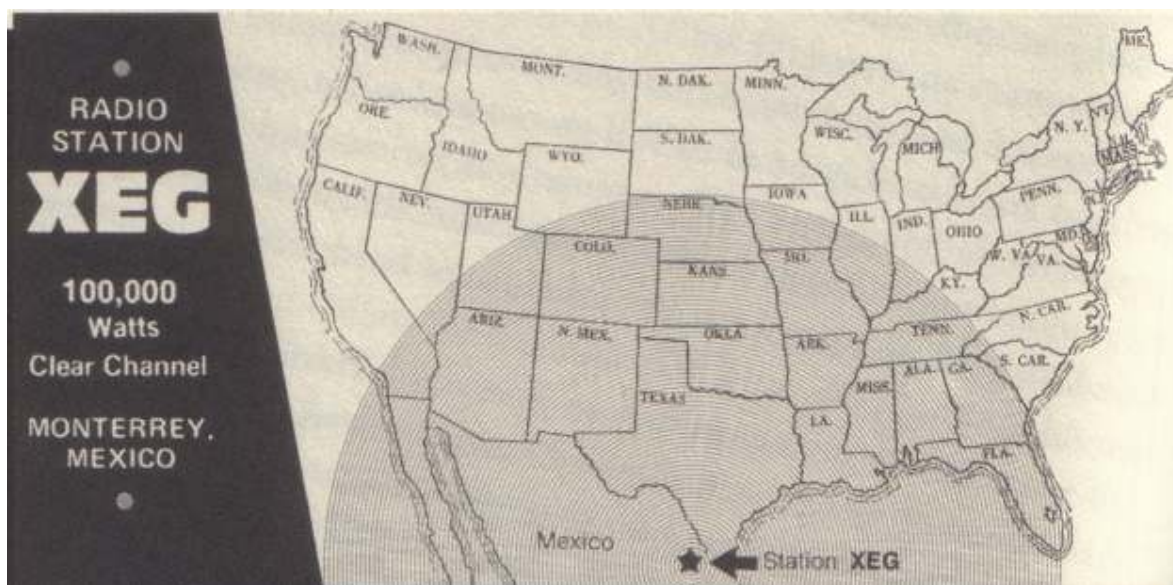 RADIO
STATION
XEG
100,000
Watts
Clear Channel
MONTERREY,
MEXICO
WASH.
MONT.
N. DAK.
MINN.
ME.
ORE.
IDAHO
WYO.
S. DAK.
WISC.
MICH
N. Y.
VT.
MASS
CALIF.
NEV.
UTAH
COLO.
NEBR
IOWA
ILL.
IND.
OHIO
PENN.
MD.
W. VA
VA.
KANS
MO.
KY.
ARIZ
N. MEX.
OKLA
ARK.
TENN.
N. CAR.
S. CAR.
TEXAS
LA.
MISS.
ALA.
GA.
FLA.
Mexico
Station XEG